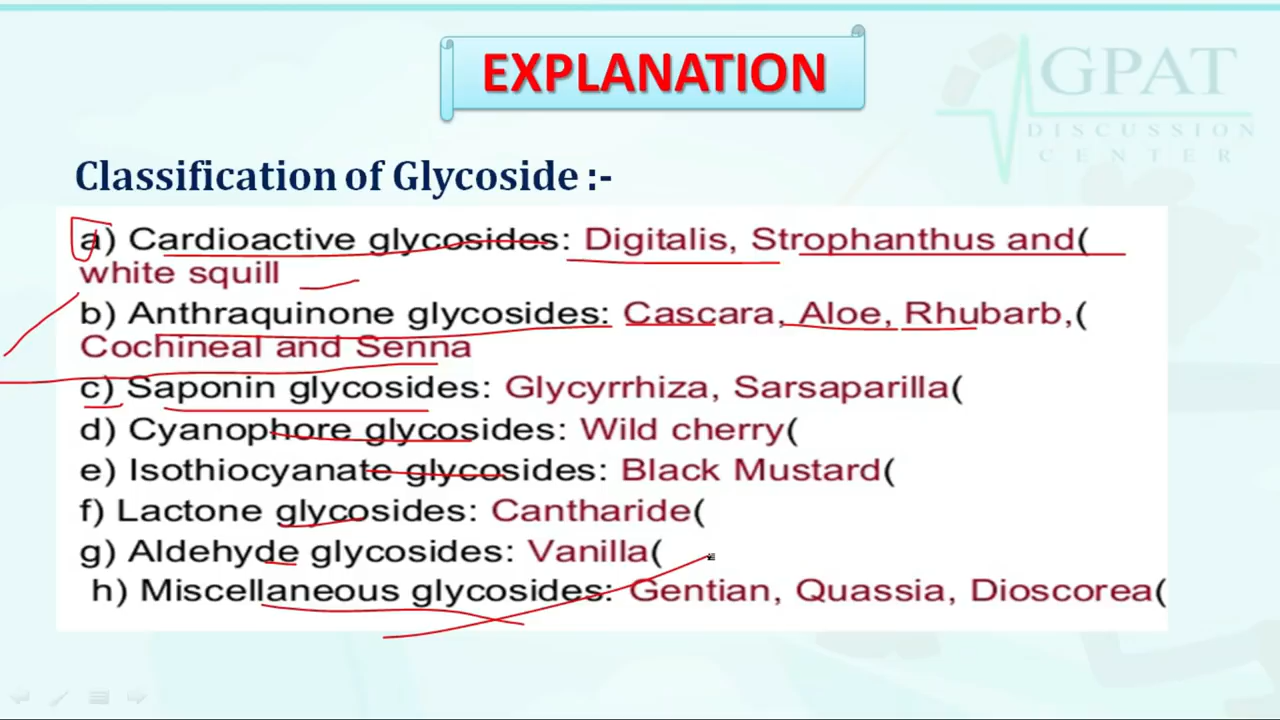 EXPLANATION
GPAT
DISCUSSION
CENTER
Classification of Glycoside :-
a) Cardioactive glycosides: Digitalis, Strophanthus and(
white squill
b) Anthraquinone glycosides: Cascara, Aloe, Rhubarb,(
Cochineal and Senna
c) Saponin glycosides: Glycyrrhiza, Sarsaparilla(
d) Cyanophore glycosides: Wild cherry(
e) Isothiocyanate glycosides: Black Mustard(
f) Lactone glycosides: Cantharide(
g) Aldehyde glycosides: Vanilla(
h) Miscellaneous glycosides: Gentian, Quassia, Dioscorea(